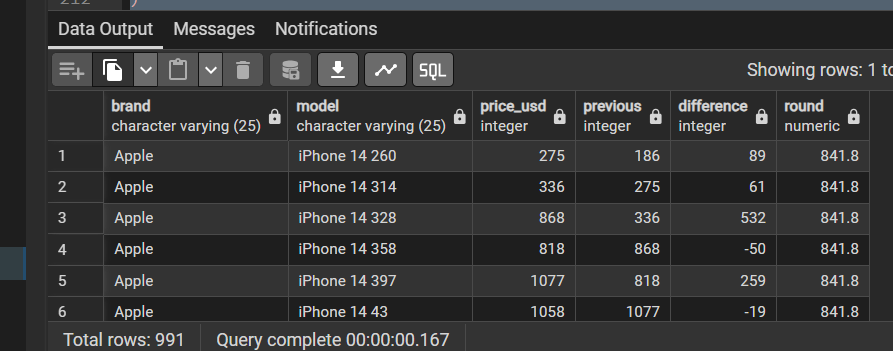 Data Output Messages Notifications
SQL Showing rows: 1 to
brand model price_usd previous difference round
character varying (25) character varying (25) integer integer integer numeric
1 Apple iPhone 14 260 275 186 89 841.8
2 Apple iPhone 14 314 336 275 61 841.8
3 Apple iPhone 14 328 868 336 532 841.8
4 Apple iPhone 14 358 818 868 -50 841.8
5 Apple iPhone 14 397 1077 818 259 841.8
6 Apple iPhone 14 43 1058 1077 -19 841.8
Total rows: 991 Query complete 00:00:00.167